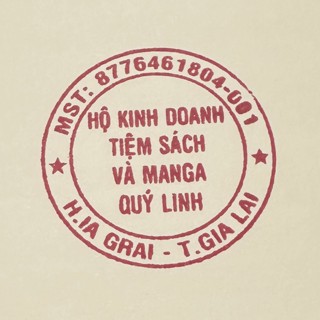 MST: 8776461804-001
HỘ KINH DOANH
TIỆM SÁCH
VÀ MANGA
QUÝ LINH
H.IA GRAI - T.GIA LAI